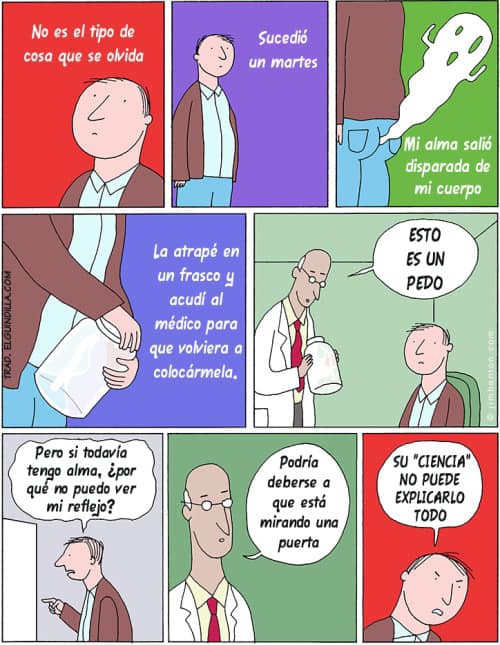 No es el tipo de
cosa que se olvida
Sucedió
un martes
Mi alma salió
disparada de
mi cuerpo
La atrapé en
un frasco y
acudí al
médico para
que volviera a
colocármela.
TRAD. ELGUINDILLA.COM
ESTO
ES UN
PEDO
© jimbenton.com
Pero si todavía
tengo alma, ¿por
qué no puedo ver
mi reflejo?
Podría
deberse a
que está
mirando una
puerta
SU "CIENCIA"
NO PUEDE
EXPLICARLO
TODO